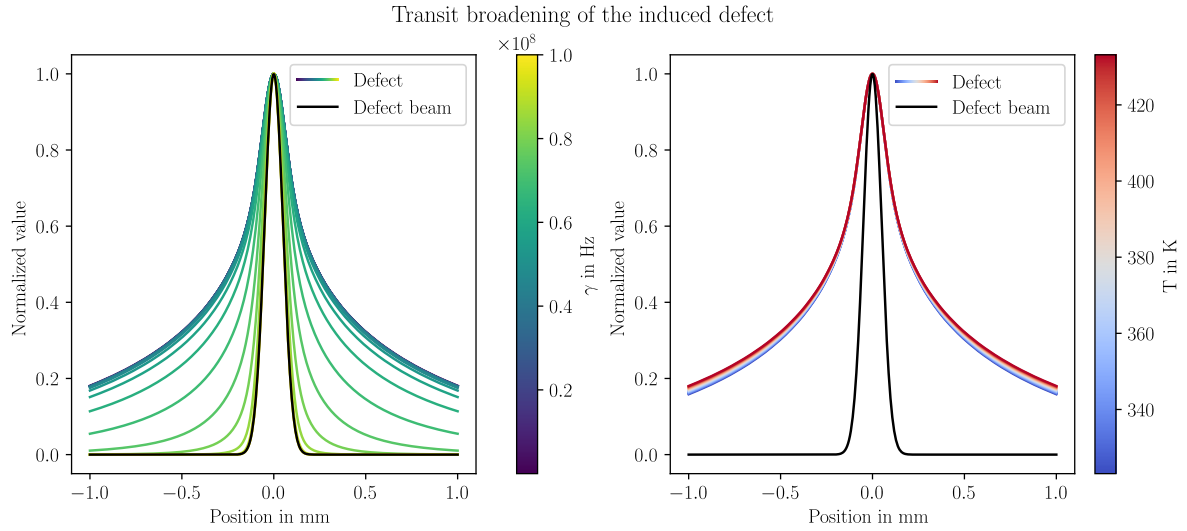 Transit broadening of the induced defect
×10⁸
1.0
0.8
0.6
0.4
0.2
0.0
Normalized value
−1.0 −0.5 0.0 0.5 1.0
Position in mm
Defect
Defect beam
1.0
0.8
0.6
0.4
0.2
γ in Hz
1.0
0.8
0.6
0.4
0.2
0.0
Normalized value
−1.0 −0.5 0.0 0.5 1.0
Position in mm
Defect
Defect beam
420
400
380
360
340
T in K